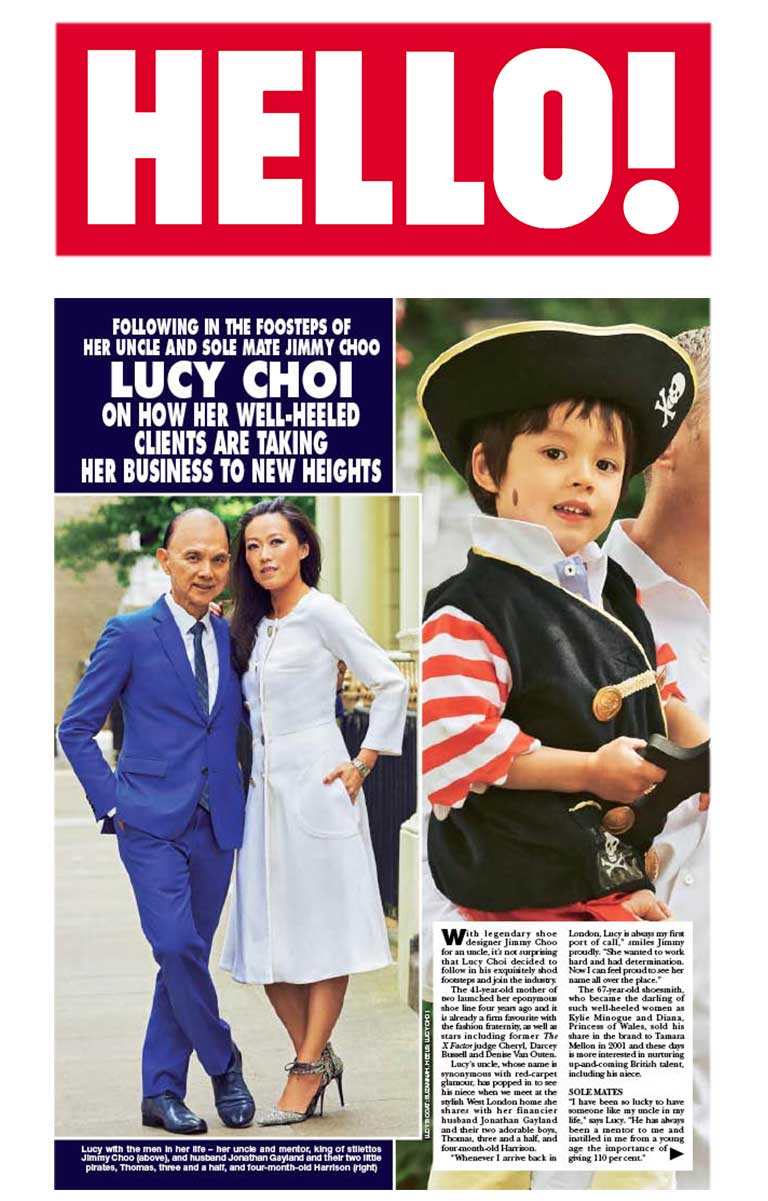 HELLO!
FOLLOWING IN THE FOOSTEPS OF
HER UNCLE AND SOLE MATE JIMMY CHOO
LUCY CHOI
ON HOW HER WELL-HEELED
CLIENTS ARE TAKING
HER BUSINESS TO NEW HEIGHTS
Lucy with the men in her life – her uncle and mentor, king of stilettos
Jimmy Choo (above), and husband Jonathan Gayland and their two little
pirates, Thomas, three and a half, and four-month-old Harrison (right)
With legendary shoe
designer Jimmy Choo
for an uncle, it's not surprising
that Lucy Choi decided to
follow in his exquisitely shod
footsteps and join the industry.
The 41-year-old mother of
two launched her eponymous
shoe line four years ago and it
is already a firm favourite with
the fashion fraternity, as well as
stars including former The
X Factor judge Cheryl, Darcey
Bussell and Denise Van Outen.
Lucy's uncle, whose name is
synonymous with red-carpet
glamour, has popped in to see
his niece when we meet at the
stylish West London home she
shares with her financier
husband Jonathan Gayland
and their two adorable boys,
Thomas, three and a half, and
four-month-old Harrison.
"Whenever I arrive back in
London, Lucy is always my first
port of call," smiles Jimmy
proudly. "She wanted to work
hard and had determination.
Now I can feel proud to see her
name all over the place."
The 67-year-old shoesmith,
who became the darling of
such well-heeled women as
Kylie Minogue and Diana,
Princess of Wales, sold his
share in the brand to Tamara
Mellon in 2001 and these days
is more interested in nurturing
up-and-coming British talent,
including his niece.
SOLE MATES
"I have been so lucky to have
someone like my uncle in my
life," says Lucy. "He has always
been a mentor to me and
instilled in me from a young
age the importance of
giving 110 per cent."